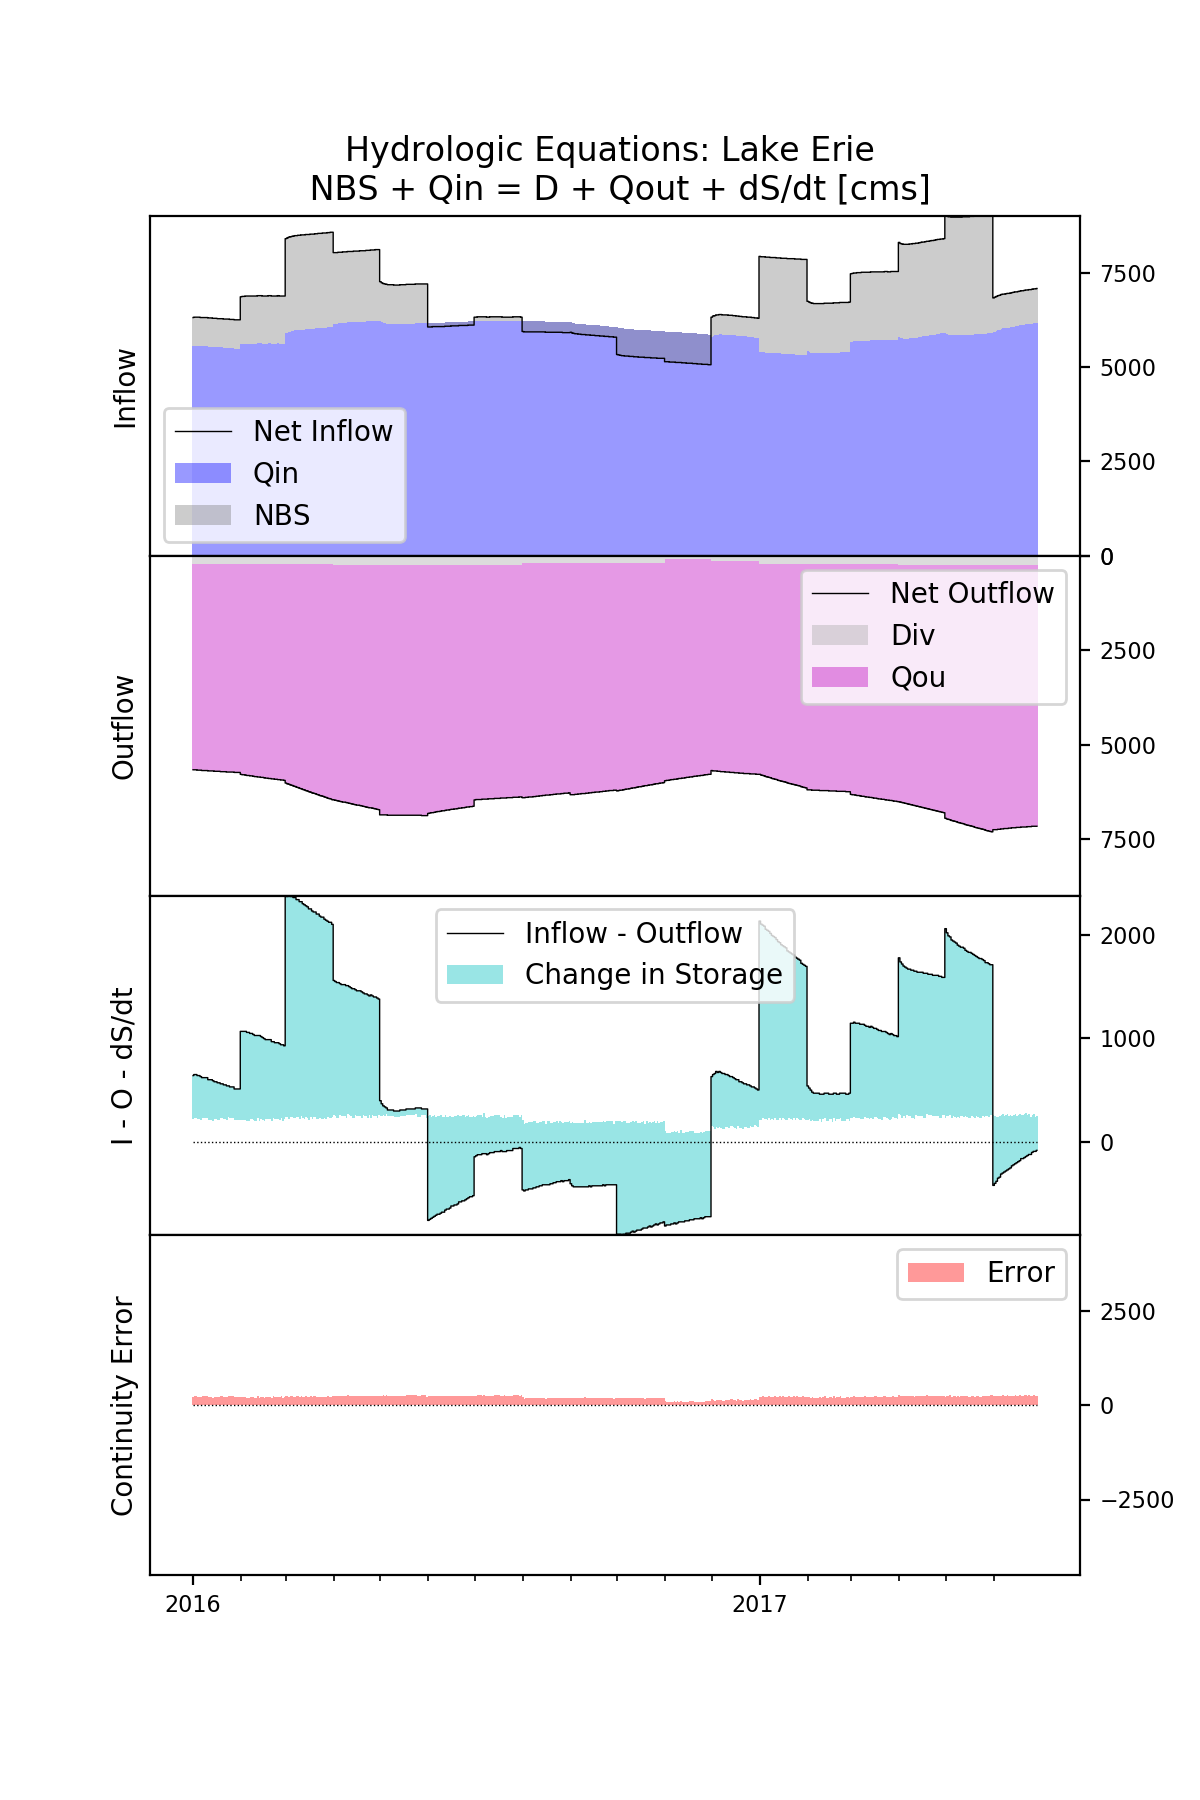 Hydrologic Equations: Lake Erie
NBS + Qin = D + Qout + dS/dt [cms]
Inflow
7500
5000
2500
0
Net Inflow
Qin
NBS
Outflow
2500
5000
7500
Net Outflow
Div
Qou
I - O - dS/dt
2000
1000
0
Inflow - Outflow
Change in Storage
Continuity Error
2500
0
−2500
Error
2016
2017